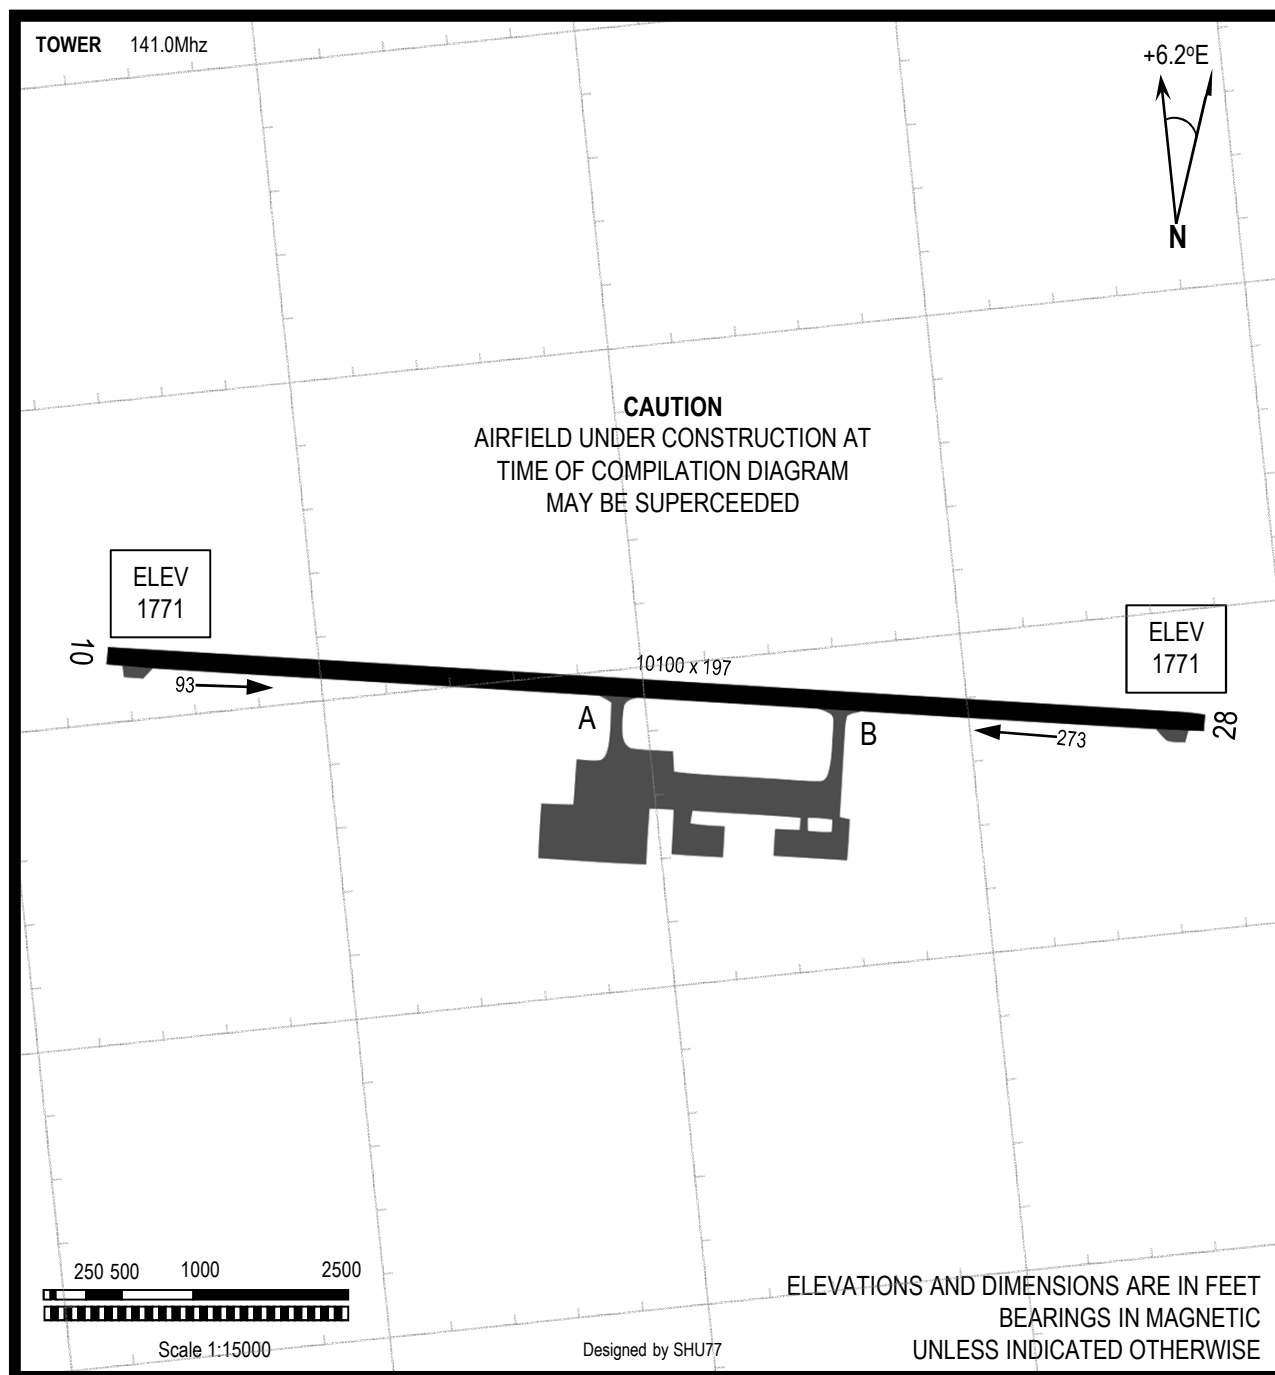 TOWER 141.0Mhz
+6.2ºE
N
CAUTION
AIRFIELD UNDER CONSTRUCTION AT
TIME OF COMPILATION DIAGRAM
MAY BE SUPERCEEDED
ELEV
1771
10
93
10100 x 197
ELEV
1771
28
273
A
B
250 500 1000 2500
Scale 1:15000
Designed by SHU77
ELEVATIONS AND DIMENSIONS ARE IN FEET
BEARINGS IN MAGNETIC
UNLESS INDICATED OTHERWISE